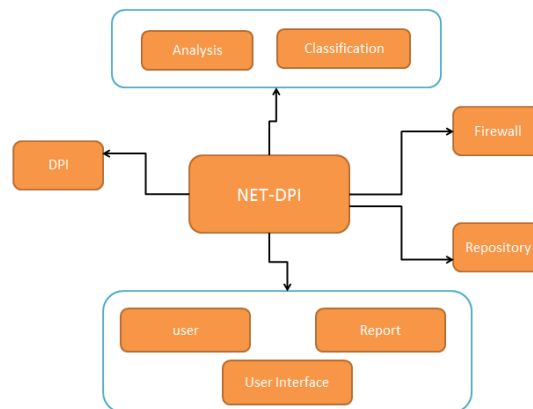 Analysis
Classification
DPI
Firewall
NET-DPI
Repository
user
Report
User Interface